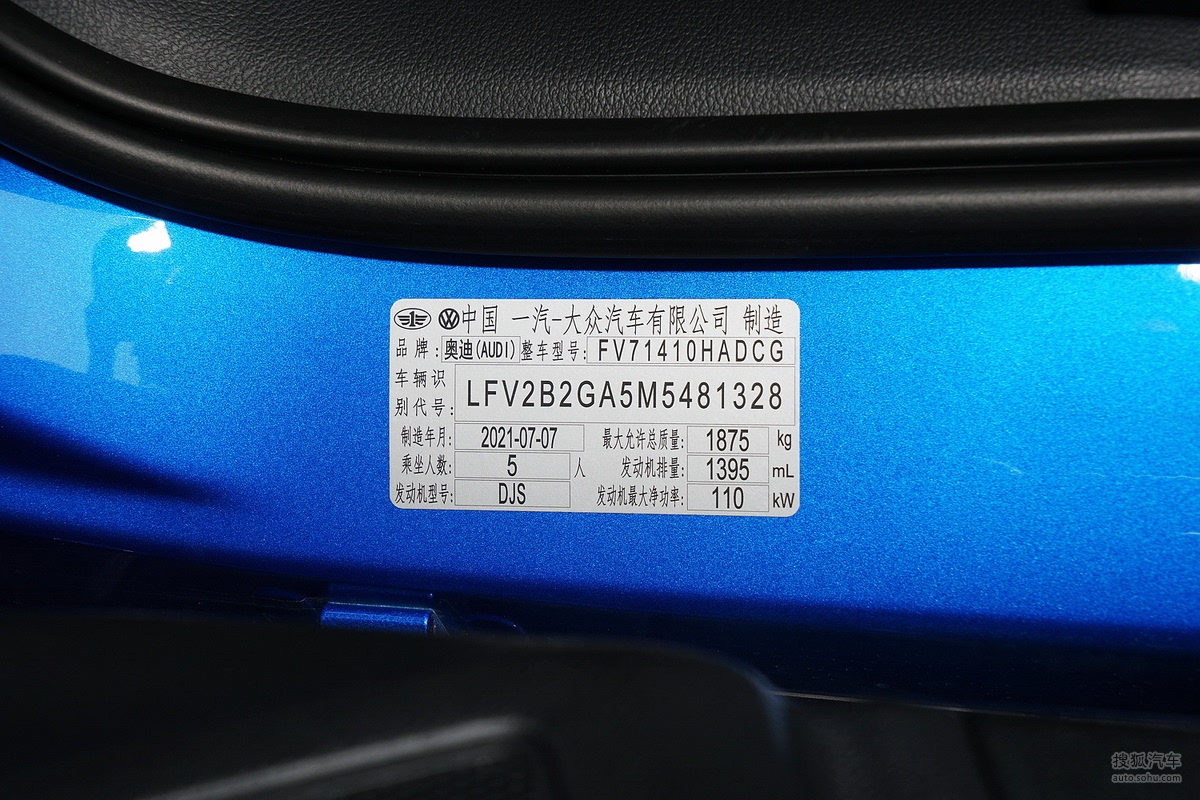 中国 一汽-大众汽车有限公司 制造
品牌: 奥迪(AUDI) 整车型号: FV71410HADCG
车辆识别代号: LFV2B2GA5M5481328
制造年月: 2021-07-07 最大允许总质量: 1875 kg
乘坐人数: 5 人 发动机排量: 1395 mL
发动机型号: DJS 发动机最大净功率: 110 kW
搜狐汽车
auto.sohu.com